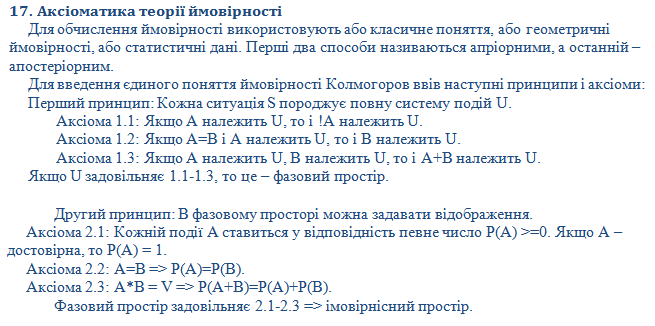 17. Аксіоматика теорії ймовірності
Для обчислення ймовірності використовують або класичне поняття, або геометричні
ймовірності, або статистичні дані. Перші два способи називаються апріорними, а останній –
апостеріорним.
Для введення єдиного поняття ймовірності Колмогоров ввів наступні принципи і аксіоми:
Перший принцип: Кожна ситуація S породжує повну систему подій U.
Аксіома 1.1: Якщо А належить U, то і !А належить U.
Аксіома 1.2: Якщо А=В і А належить U, то і В належить U.
Аксіома 1.3: Якщо А належить U, В належить U, то і А+В належить U.
Якщо U задовільняє 1.1-1.3, то це – фазовий простір.
Другий принцип: В фазовому просторі можна задавати відображення.
Аксіома 2.1: Кожній події А ставиться у відповідність певне число Р(А) >=0. Якщо А –
достовірна, то Р(А) = 1.
Аксіома 2.2: А=В => Р(А)=Р(В).
Аксіома 2.3: А*В = V => Р(А+В)=Р(А)+Р(В).
Фазовий простір задовільняє 2.1-2.3 => імовірнісний простір.